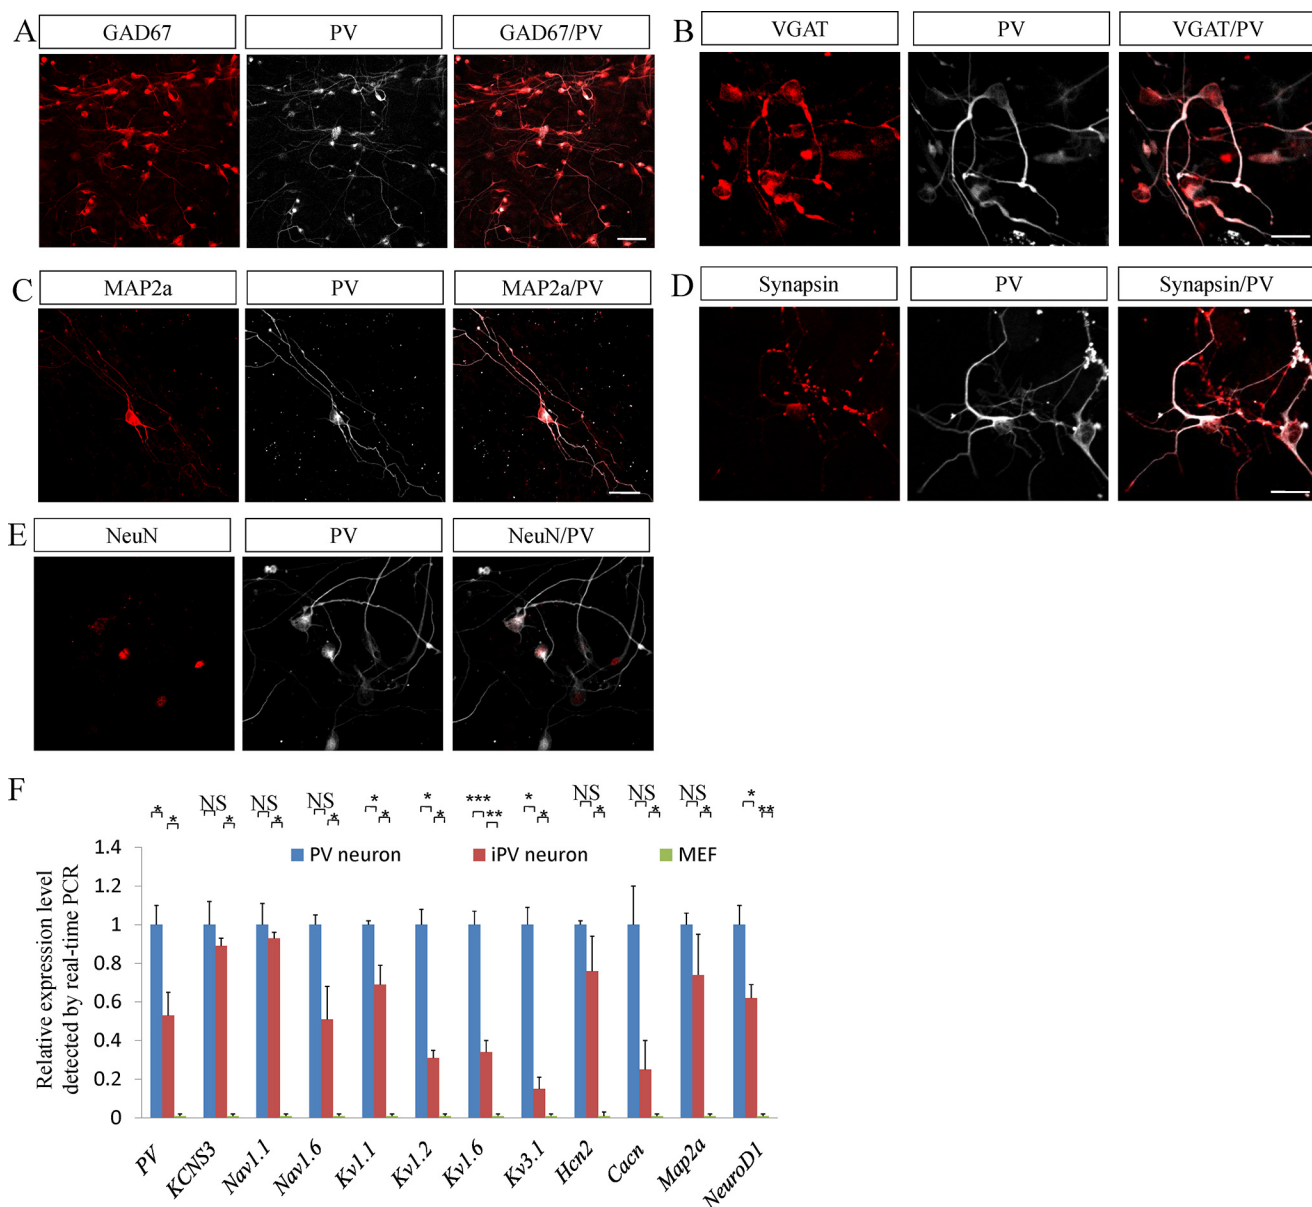 A
GAD67
PV
GAD67/PV
B
VGAT
PV
VGAT/PV
C
MAP2a
PV
MAP2a/PV
D
Synapsin
PV
Synapsin/PV
E
NeuN
PV
NeuN/PV
F
* NS NS NS * * *** * NS NS NS *
* * * * * * ** * * * * **
PV neuron
iPV neuron
MEF
Relative expression level
detected by real-time PCR
1.4
1.2
1
0.8
0.6
0.4
0.2
0
PV
KCNS3
Nav1.1
Nav1.6
Kv1.1
Kv1.2
Kv1.6
Kv3.1
Hcn2
Cacn
Map2a
NeuroD1